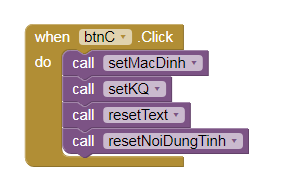 when btnC .Click
do call setMacDinh
call setKQ
call resetText
call resetNoiDungTinh